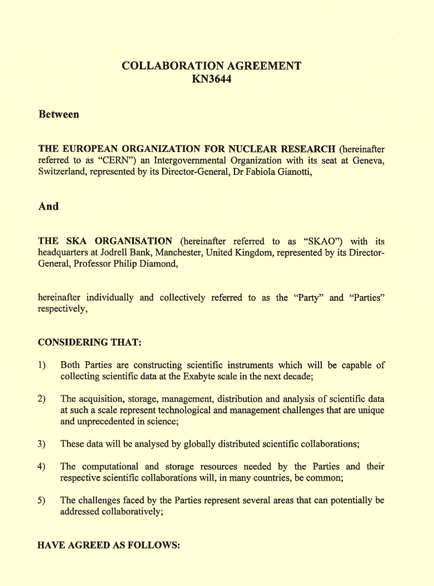 COLLABORATION AGREEMENT
KN3644
Between
THE EUROPEAN ORGANIZATION FOR NUCLEAR RESEARCH (hereinafter
referred to as “CERN”) an Intergovernmental Organization with its seat at Geneva,
Switzerland, represented by its Director-General, Dr Fabiola Gianotti,
And
THE SKA ORGANISATION (hereinafter referred to as “SKAO”) with its
headquarters at Jodrell Bank, Manchester, United Kingdom, represented by its Director-
General, Professor Philip Diamond,
hereinafter individually and collectively referred to as the “Party” and “Parties”
respectively,
CONSIDERING THAT:
1) Both Parties are constructing scientific instruments which will be capable of
collecting scientific data at the Exabyte scale in the next decade;
2) The acquisition, storage, management, distribution and analysis of scientific data
at such a scale represent technological and management challenges that are unique
and unprecedented in science;
3) These data will be analysed by globally distributed scientific collaborations;
4) The computational and storage resources needed by the Parties and their
respective scientific collaborations will, in many countries, be common;
5) The challenges faced by the Parties represent several areas that can potentially be
addressed collaboratively;
HAVE AGREED AS FOLLOWS: